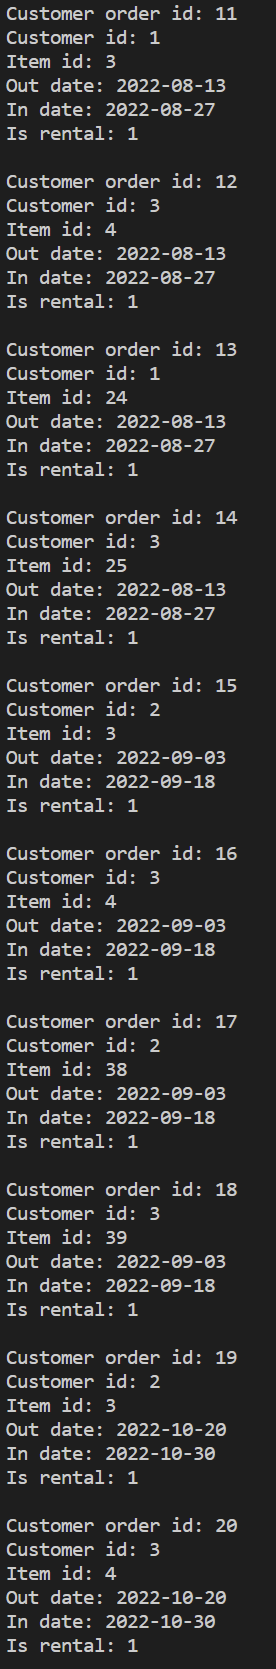 Customer order id: 11
Customer id: 1
Item id: 3
Out date: 2022-08-13
In date: 2022-08-27
Is rental: 1

Customer order id: 12
Customer id: 3
Item id: 4
Out date: 2022-08-13
In date: 2022-08-27
Is rental: 1

Customer order id: 13
Customer id: 1
Item id: 24
Out date: 2022-08-13
In date: 2022-08-27
Is rental: 1

Customer order id: 14
Customer id: 3
Item id: 25
Out date: 2022-08-13
In date: 2022-08-27
Is rental: 1

Customer order id: 15
Customer id: 2
Item id: 3
Out date: 2022-09-03
In date: 2022-09-18
Is rental: 1

Customer order id: 16
Customer id: 3
Item id: 4
Out date: 2022-09-03
In date: 2022-09-18
Is rental: 1

Customer order id: 17
Customer id: 2
Item id: 38
Out date: 2022-09-03
In date: 2022-09-18
Is rental: 1

Customer order id: 18
Customer id: 3
Item id: 39
Out date: 2022-09-03
In date: 2022-09-18
Is rental: 1

Customer order id: 19
Customer id: 2
Item id: 3
Out date: 2022-10-20
In date: 2022-10-30
Is rental: 1

Customer order id: 20
Customer id: 3
Item id: 4
Out date: 2022-10-20
In date: 2022-10-30
Is rental: 1